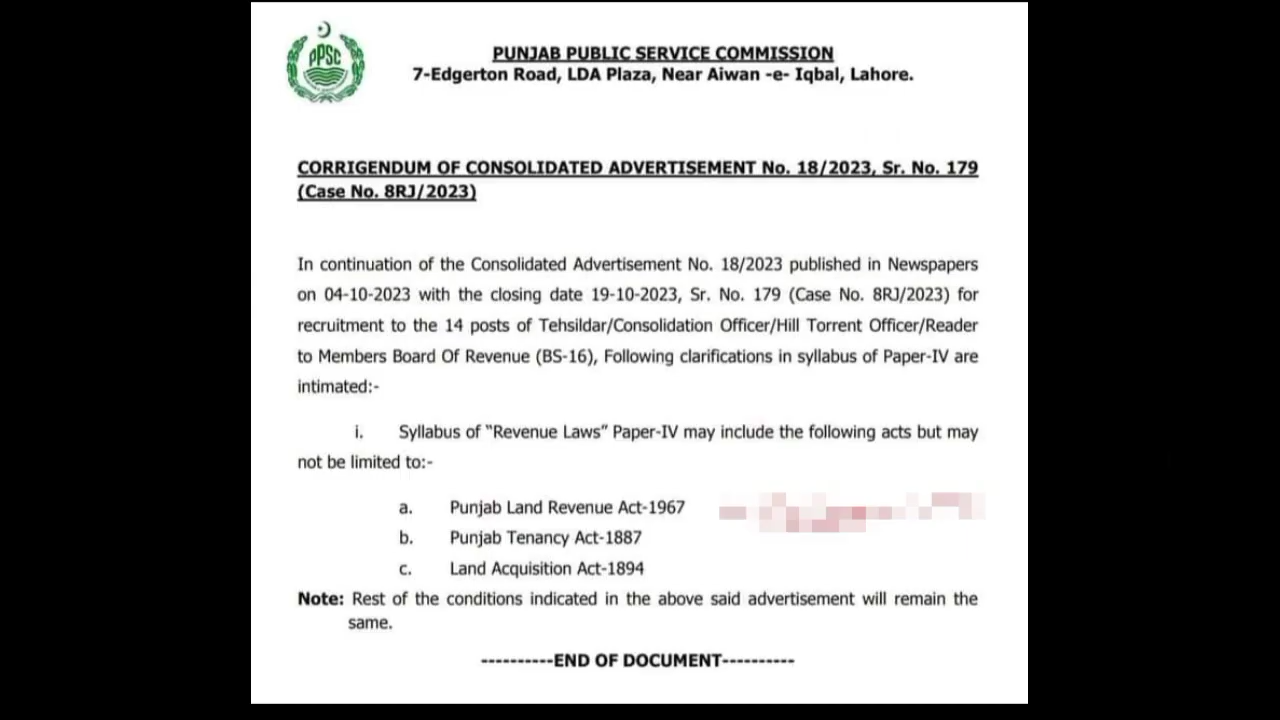 PPSC
PUNJAB PUBLIC SERVICE COMMISSION
7-Edgerton Road, LDA Plaza, Near Aiwan -e- Iqbal, Lahore.
CORRIGENDUM OF CONSOLIDATED ADVERTISEMENT No. 18/2023, Sr. No. 179
(Case No. 8RJ/2023)
In continuation of the Consolidated Advertisement No. 18/2023 published in Newspapers
on 04-10-2023 with the closing date 19-10-2023, Sr. No. 179 (Case No. 8RJ/2023) for
recruitment to the 14 posts of Tehsildar/Consolidation Officer/Hill Torrent Officer/Reader
to Members Board Of Revenue (BS-16), Following clarifications in syllabus of Paper-IV are
intimated:-
i. Syllabus of "Revenue Laws" Paper-IV may include the following acts but may
not be limited to:-
a. Punjab Land Revenue Act-1967
b. Punjab Tenancy Act-1887
c. Land Acquisition Act-1894
Note: Rest of the conditions indicated in the above said advertisement will remain the
same.
----------END OF DOCUMENT----------